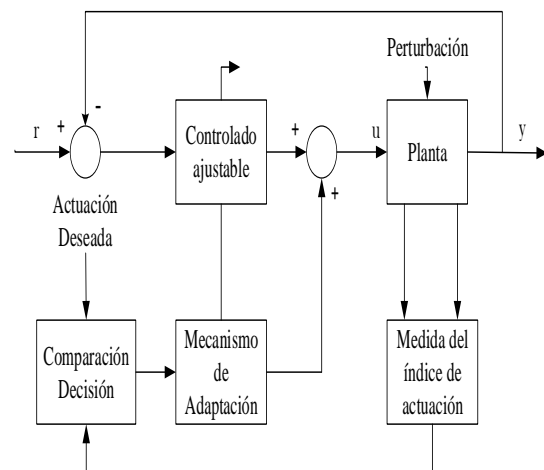 Perturbación
-
r
+
Controlado
ajustable
+
u
Planta
y
+
Actuación
Deseada
Comparación
Decisión
Mecanismo
de
Adaptación
Medida del
índice de
actuación